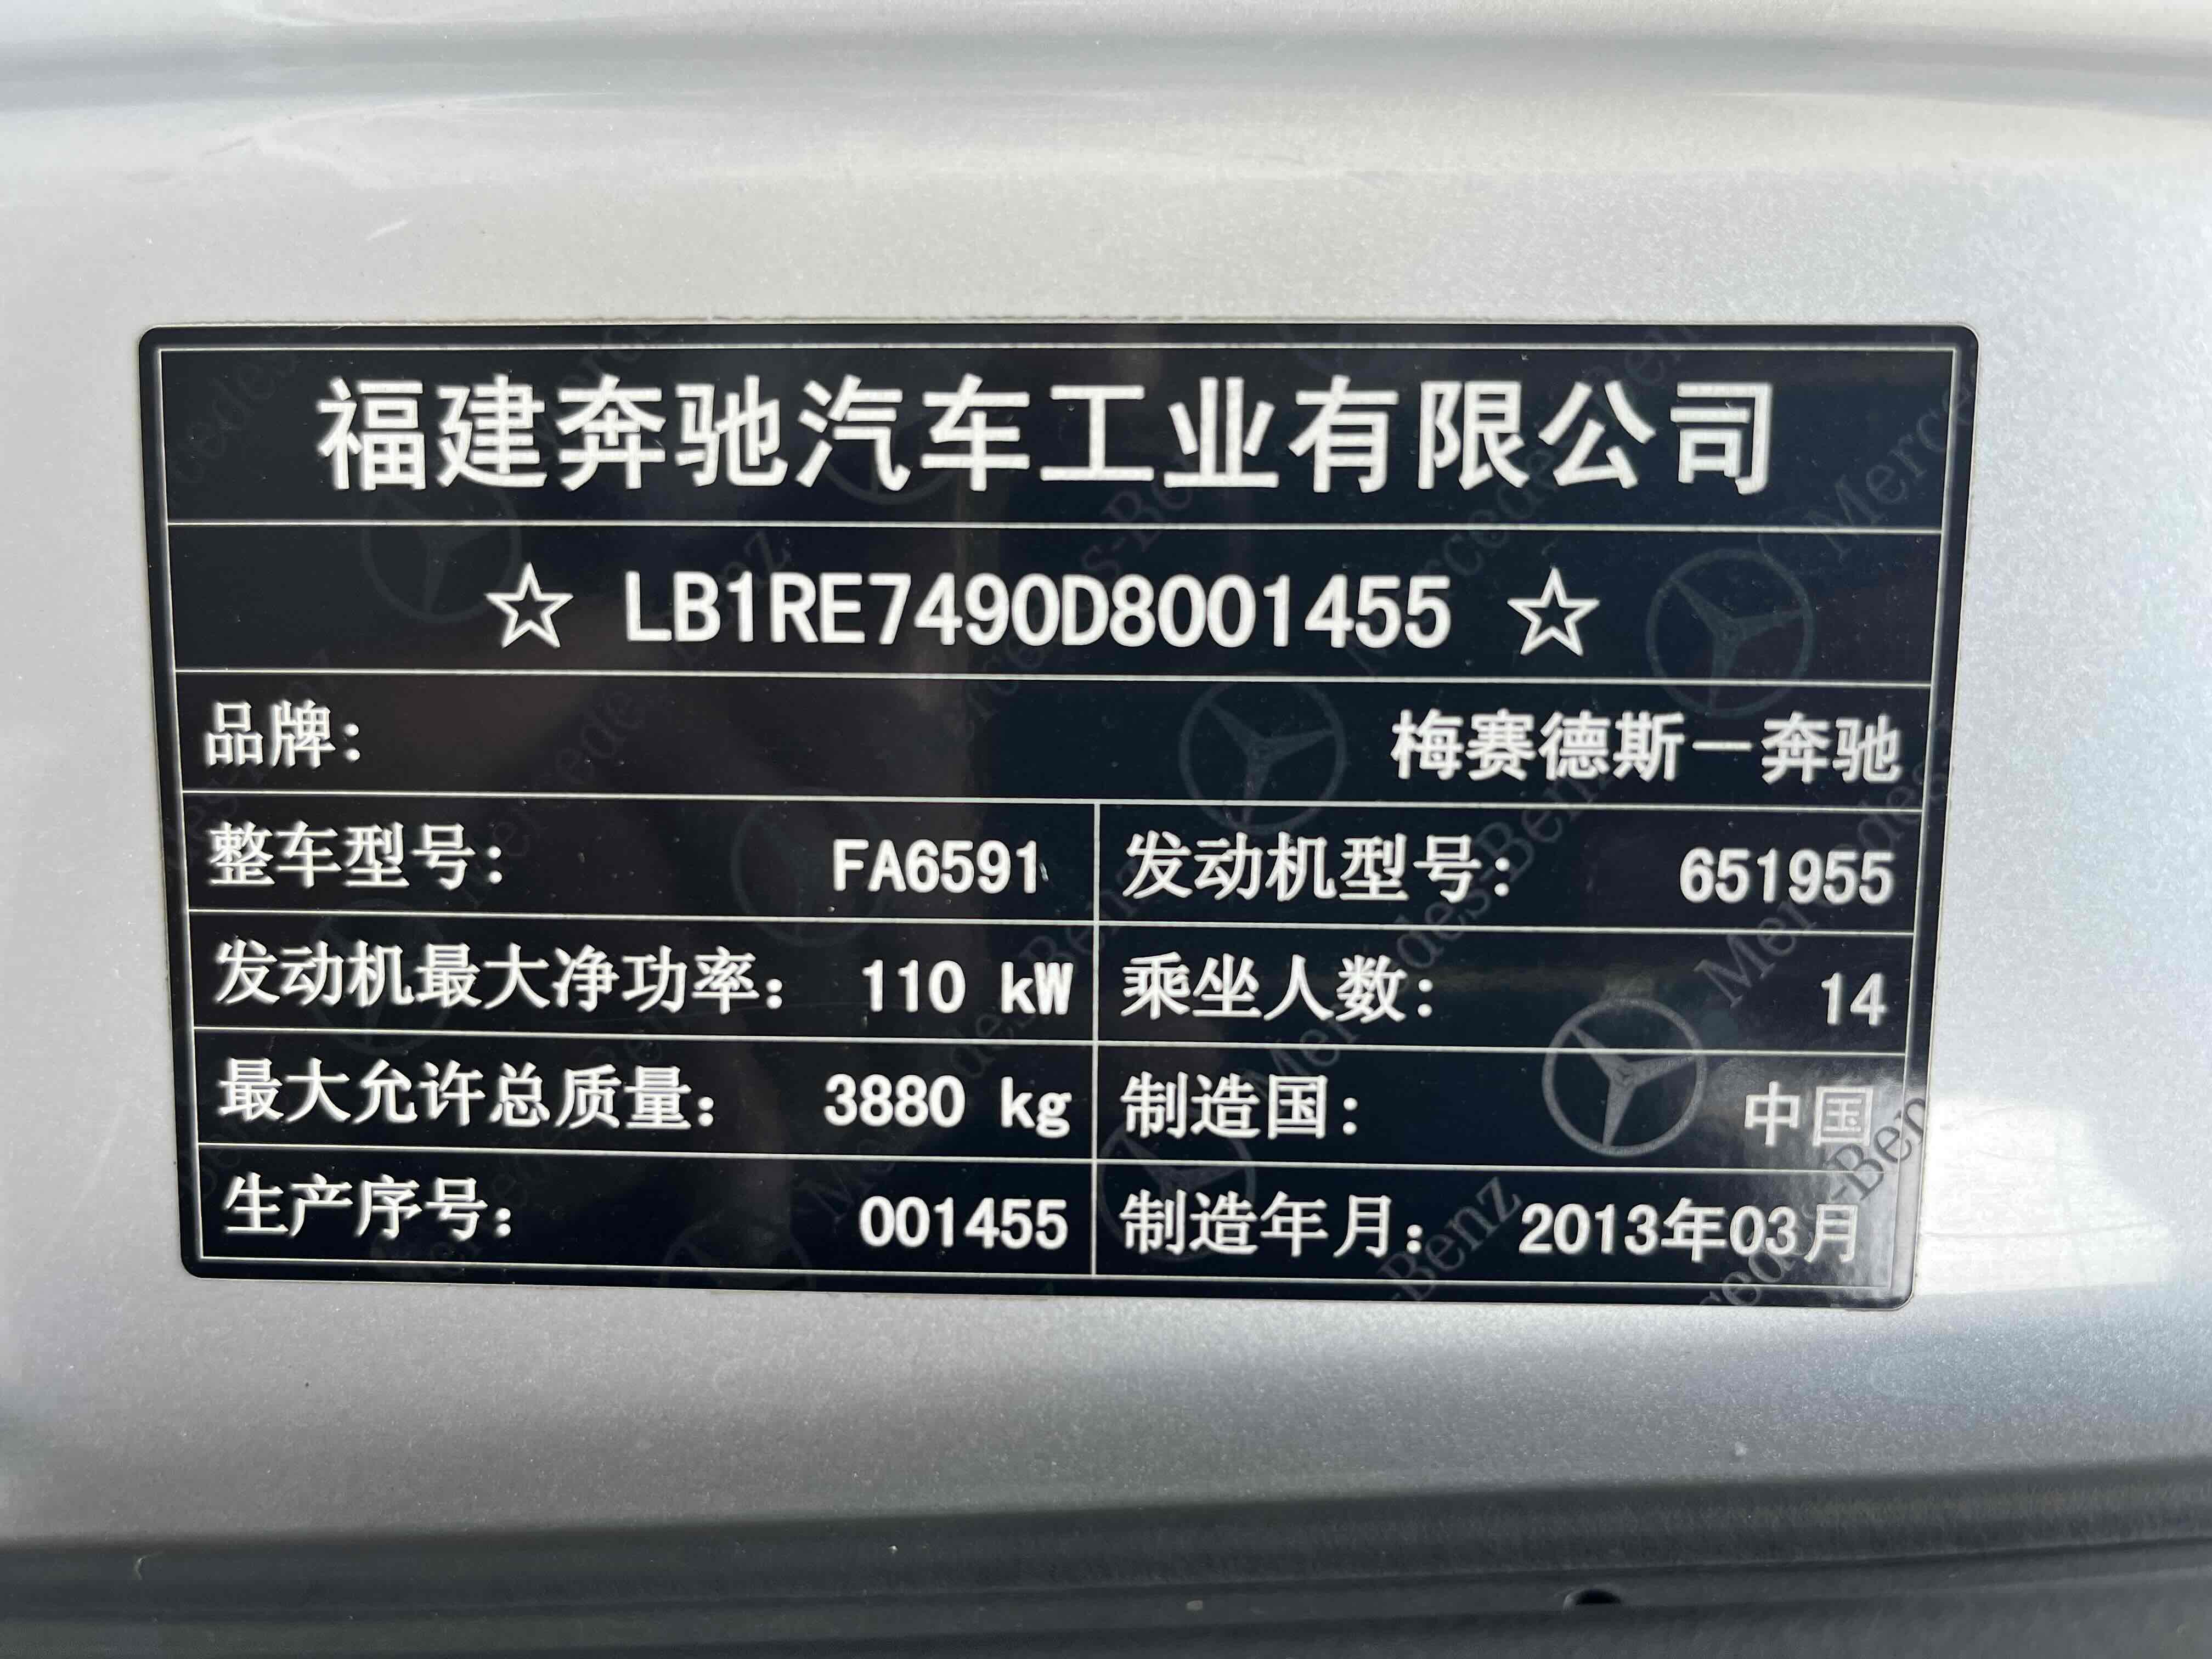 福建奔驰汽车工业有限公司
☆ LB1RE7490D8001455 ☆
品牌: 梅赛德斯－奔驰
整车型号: FA6591 发动机型号: 651955
发动机最大净功率: 110 kW 乘坐人数: 14
最大允许总质量: 3880 kg 制造国: 中国
生产序号: 001455 制造年月: 2013年03月
Mercedes-Benz